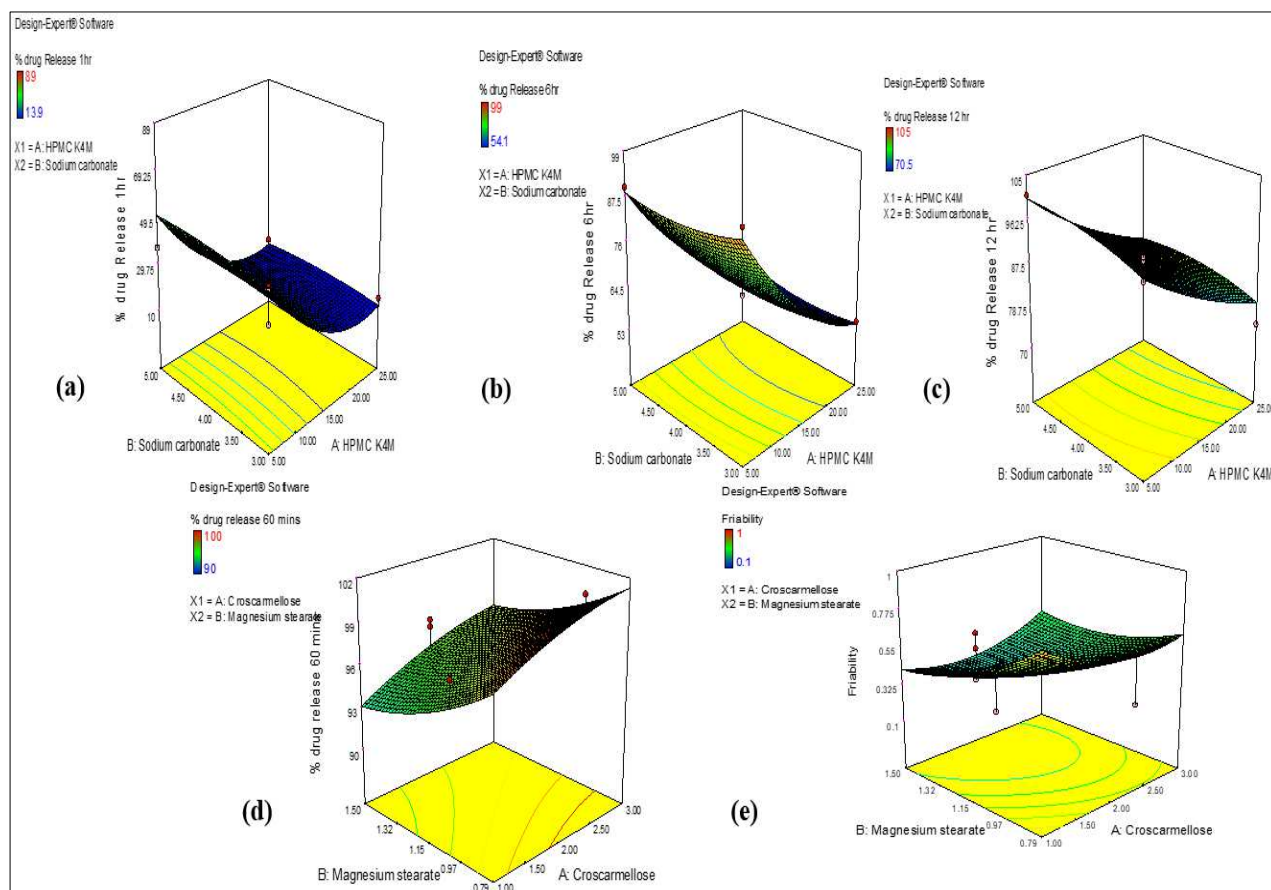 Design-Expert® Software
% drug Release 1hr
89
13.9
X1 = A: HPMC K4M
X2 = B: Sodium carbonate
89
69.25
49.5
29.75
10
% drug Release 1hr
5.00
4.50
4.00
3.50
3.00
5.00
10.00
15.00
20.00
25.00
B: Sodium carbonate
A: HPMC K4M
(a)
Design-Expert® Software
% drug Release 6hr
99
54.1
X1 = A: HPMC K4M
X2 = B: Sodium carbonate
99
87.5
76
64.5
53
% drug Release 6hr
5.00
4.50
4.00
3.50
3.00
5.00
10.00
15.00
20.00
25.00
B: Sodium carbonate
A: HPMC K4M
(b)
Design-Expert® Software
% drug Release 12 hr
105
70.5
X1 = A: HPMC K4M
X2 = B: Sodium carbonate
105
96.25
87.5
78.75
70
% drug Release 12 hr
5.00
4.50
4.00
3.50
3.00
5.00
10.00
15.00
20.00
25.00
B: Sodium carbonate
A: HPMC K4M
(c)
Design-Expert® Software
% drug release 60 mins
100
90
X1 = A: Croscarmellose
X2 = B: Magnesium stearate
102
99
96
93
90
% drug release 60 mins
1.50
1.32
1.15
0.97
0.79
1.00
1.50
2.00
2.50
3.00
B: Magnesium stearate
A: Croscarmellose
(d)
Design-Expert® Software
Friability
1
0.1
X1 = A: Croscarmellose
X2 = B: Magnesium stearate
1
0.775
0.55
0.325
0.1
Friability
1.50
1.32
1.15
0.97
0.79
1.00
1.50
2.00
2.50
3.00
B: Magnesium stearate
A: Croscarmellose
(e)